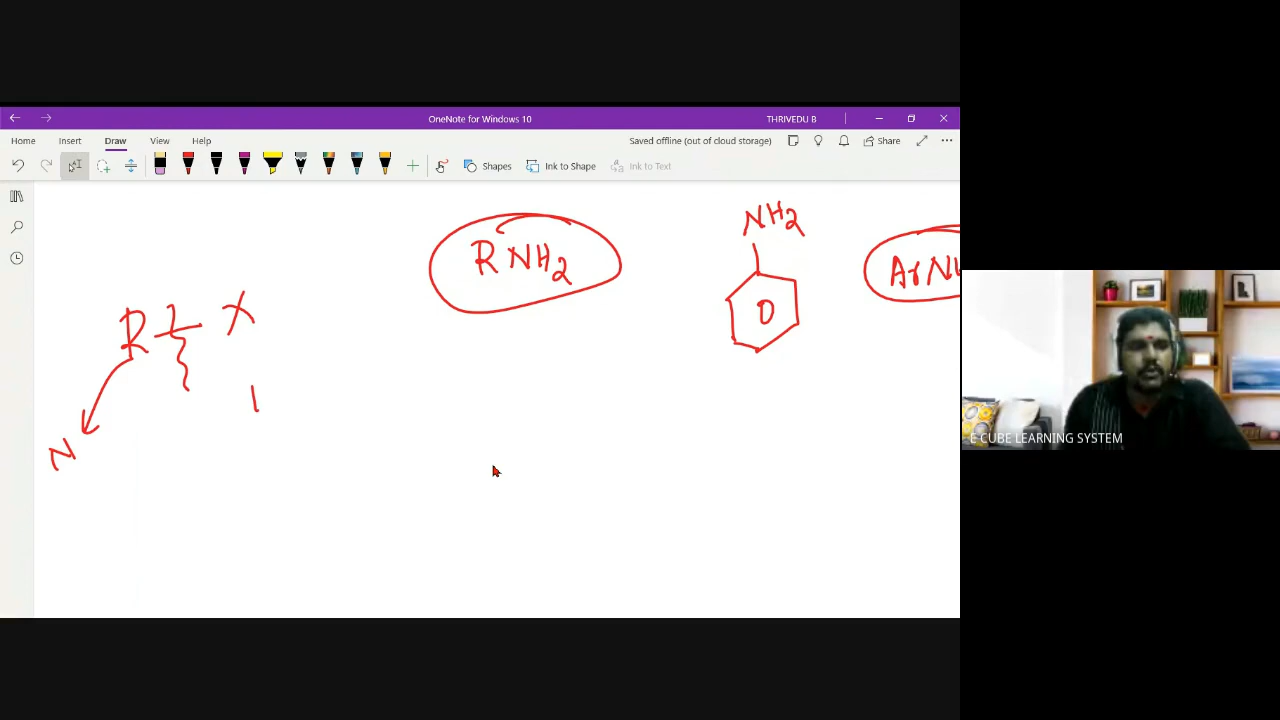 OneNote for Windows 10
THRIVEDU B
Home Insert Draw View Help
Saved offline (out of cloud storage)
Share
Shapes
Ink to Shape
Ink to Text
NH2
RNH2
ArN
R X
N
E CUBE LEARNING SYSTEM